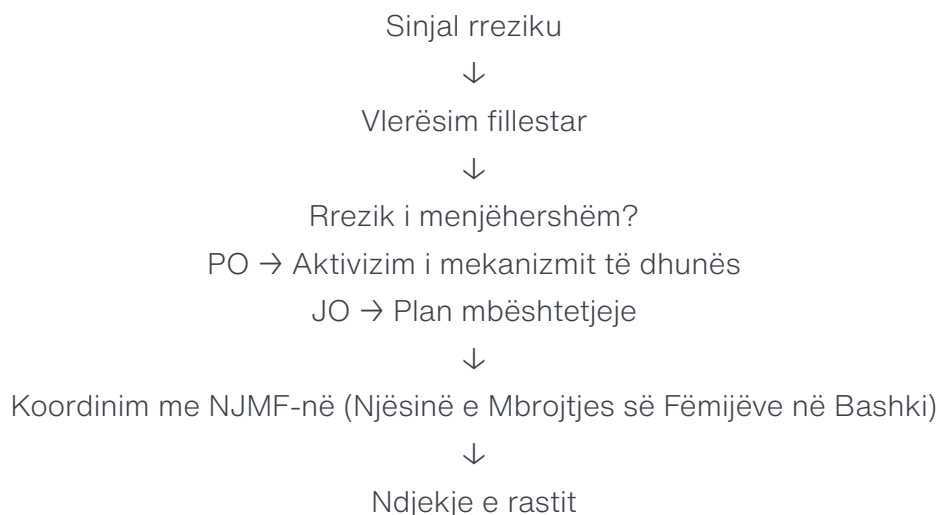 Sinjal rreziku
↓
Vlerësim fillestar
↓
Rrezik i menjëhershëm?
PO → Aktivizim i mekanizmit të dhunës
JO → Plan mbështetjeje
↓
Koordinim me NJMF-në (Njësinë e Mbrojtjes së Fëmijëve në Bashki)
↓
Ndjekje e rastit